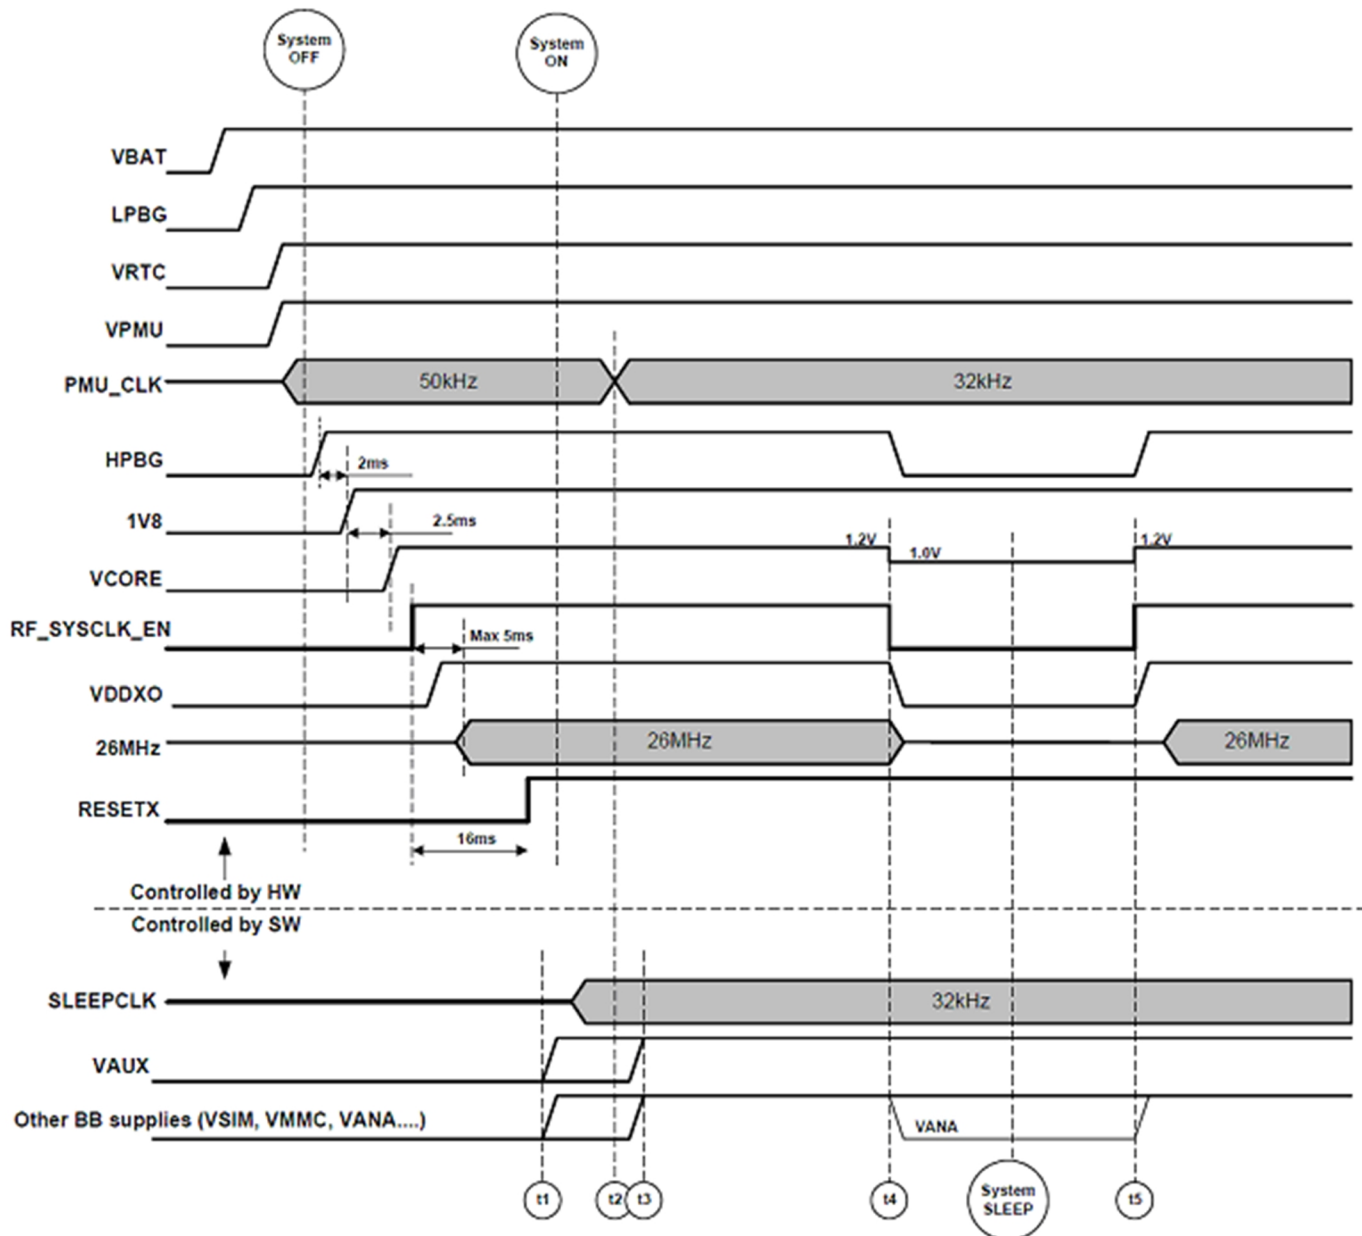 System
OFF
System
ON
VBAT
LPBG
VRTC
VPMU
PMU_CLK
50kHz
32kHz
HPBG
2ms
1V8
2.5ms
VCORE
1.2V
1.0V
1.2V
RF_SYSCLK_EN
Max 5ms
VDDXO
26MHz
26MHz
26MHz
RESETX
16ms
Controlled by HW
Controlled by SW
SLEEPCLK
32kHz
VAUX
Other BB supplies (VSIM, VMMC, VANA....)
VANA
t1
t2
t3
t4
System
SLEEP
t5